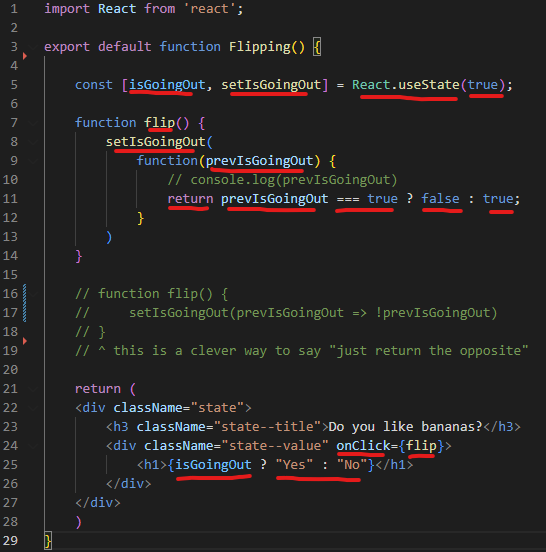 1 import React from 'react';
2
3 export default function Flipping() {
4
5 const [isGoingOut, setIsGoingOut] = React.useState(true);
6
7 function flip() {
8 setIsGoingOut(
9 function(prevIsGoingOut) {
10 // console.log(prevIsGoingOut)
11 return prevIsGoingOut === true ? false : true;
12 }
13 )
14 }
15
16 // function flip() {
17 // setIsGoingOut(prevIsGoingOut => !prevIsGoingOut)
18 // }
19 // ^ this is a clever way to say "just return the opposite"
20
21 return (
22 <div className="state">
23 <h3 className="state--title">Do you like bananas?</h3>
24 <div className="state--value" onClick={flip}>
25 <h1>{isGoingOut ? "Yes" : "No"}</h1>
26 </div>
27 </div>
28 )
29 }